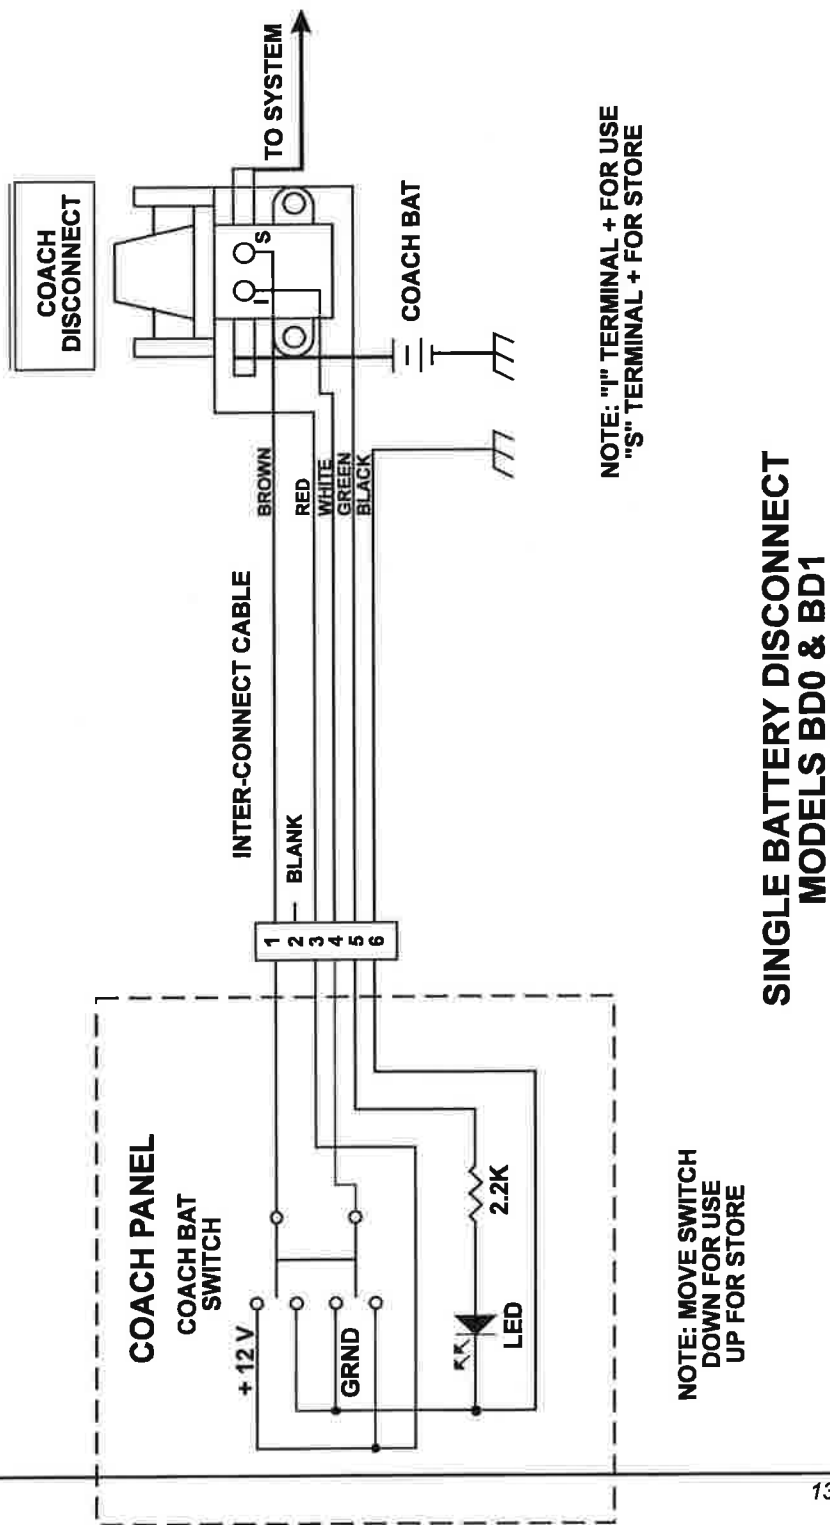 COACH PANEL
COACH BAT
SWITCH
+ 12 V
GRND
LED
2.2K
1
2
3
4
5
6
BLANK
INTER-CONNECT CABLE
BROWN
RED
WHITE
GREEN
BLACK
COACH
DISCONNECT
I
S
TO SYSTEM
COACH BAT
NOTE: "I" TERMINAL + FOR USE
"S" TERMINAL + FOR STORE
NOTE: MOVE SWITCH
DOWN FOR USE
UP FOR STORE
SINGLE BATTERY DISCONNECT
MODELS BD0 & BD1
13